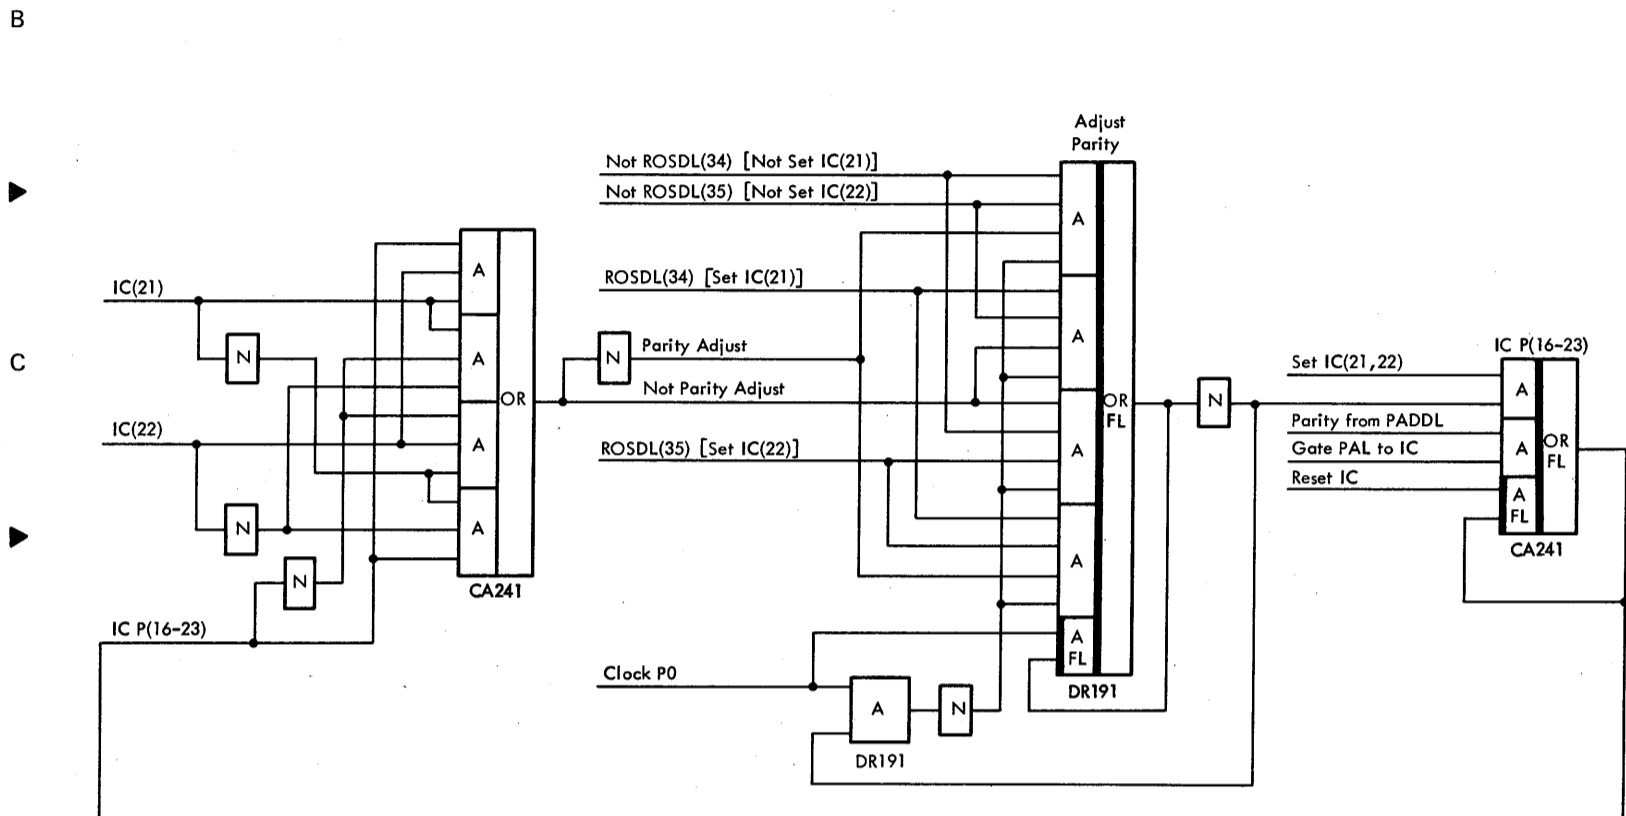 B
Adjust
Parity
Not ROSDL(34) [Not Set IC(21)]
Not ROSDL(35) [Not Set IC(22)]
A
A
ROSDL(34) [Set IC(21)]
IC(21)
A
N
A
N
Parity Adjust
IC P(16-23)
C
Set IC(21,22)
Not Parity Adjust
OR
OR
FL
N
A
Parity from PADDL
IC(22)
A
ROSDL(35) [Set IC(22)]
A
Gate PAL to IC
A
OR
FL
Reset IC
A
FL
N
A
CA241
A
N
CA241
IC P(16-23)
A
FL
Clock P0
DR191
A
N
DR191